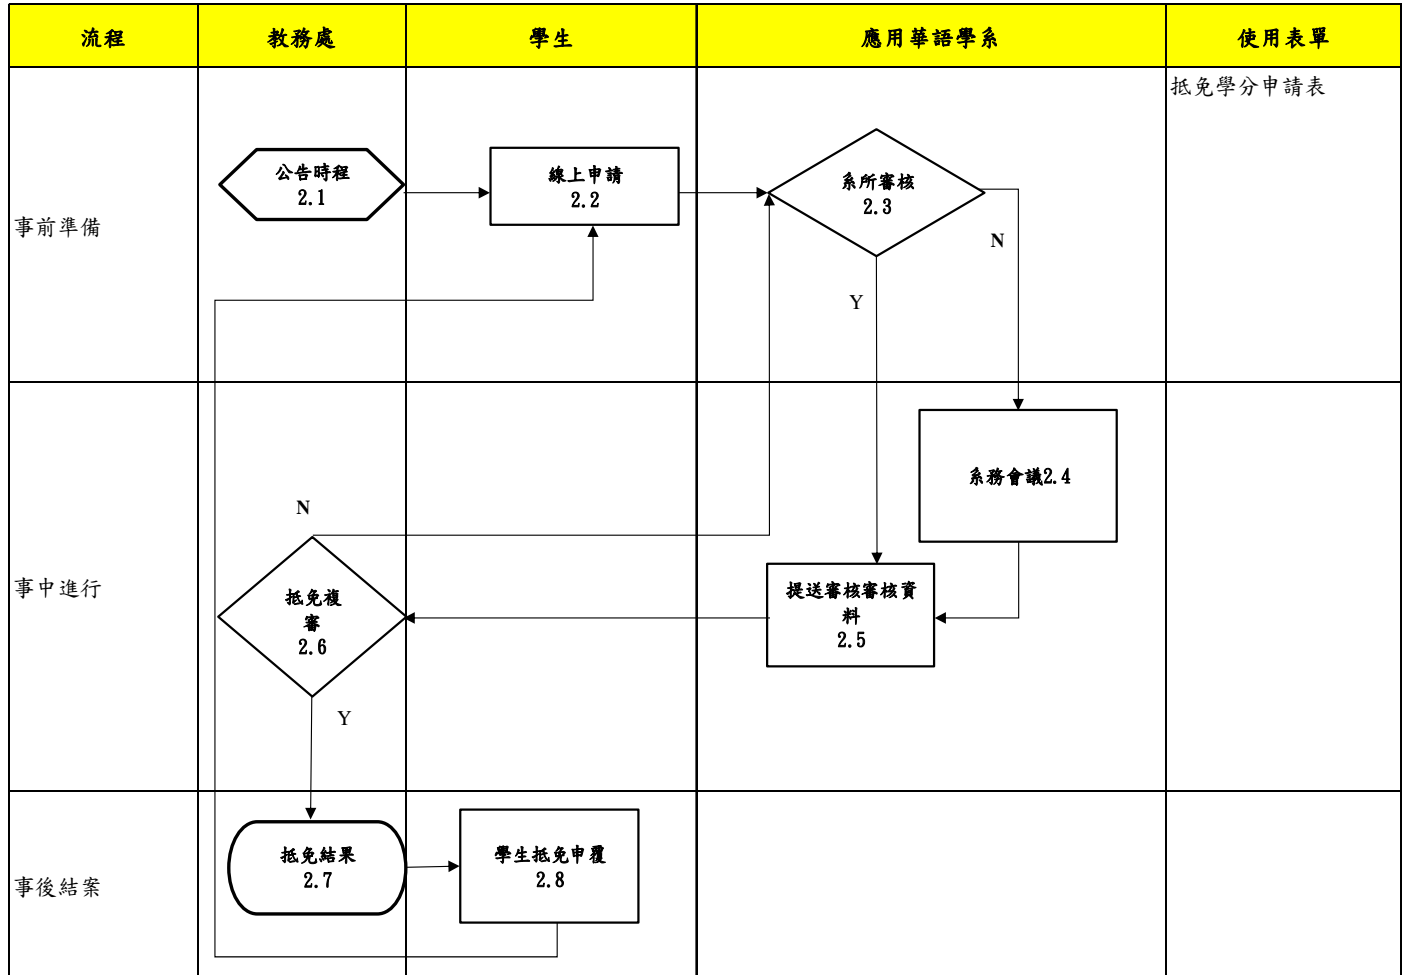 流程
教務處
學生
應用華語學系
使用表單
抵免學分申請表
事前準備
公告時程
2.1
線上申請
2.2
系所審核
2.3
N
Y
系務會議2.4
事中進行
N
抵免複
審
2.6
提送審核審核資
料
2.5
Y
事後結案
抵免結果
2.7
學生抵免申覆
2.8